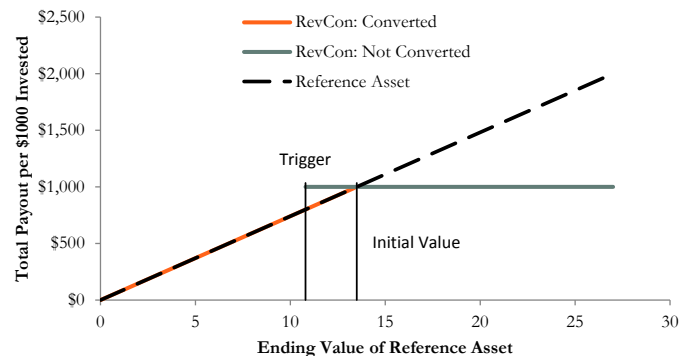 $2,500
$2,000
$1,500
$1,000
$500
$0
Total Payout per $1000 Invested
RevCon: Converted
RevCon: Not Converted
Reference Asset
Trigger
Initial Value
0 5 10 15 20 25 30
Ending Value of Reference Asset